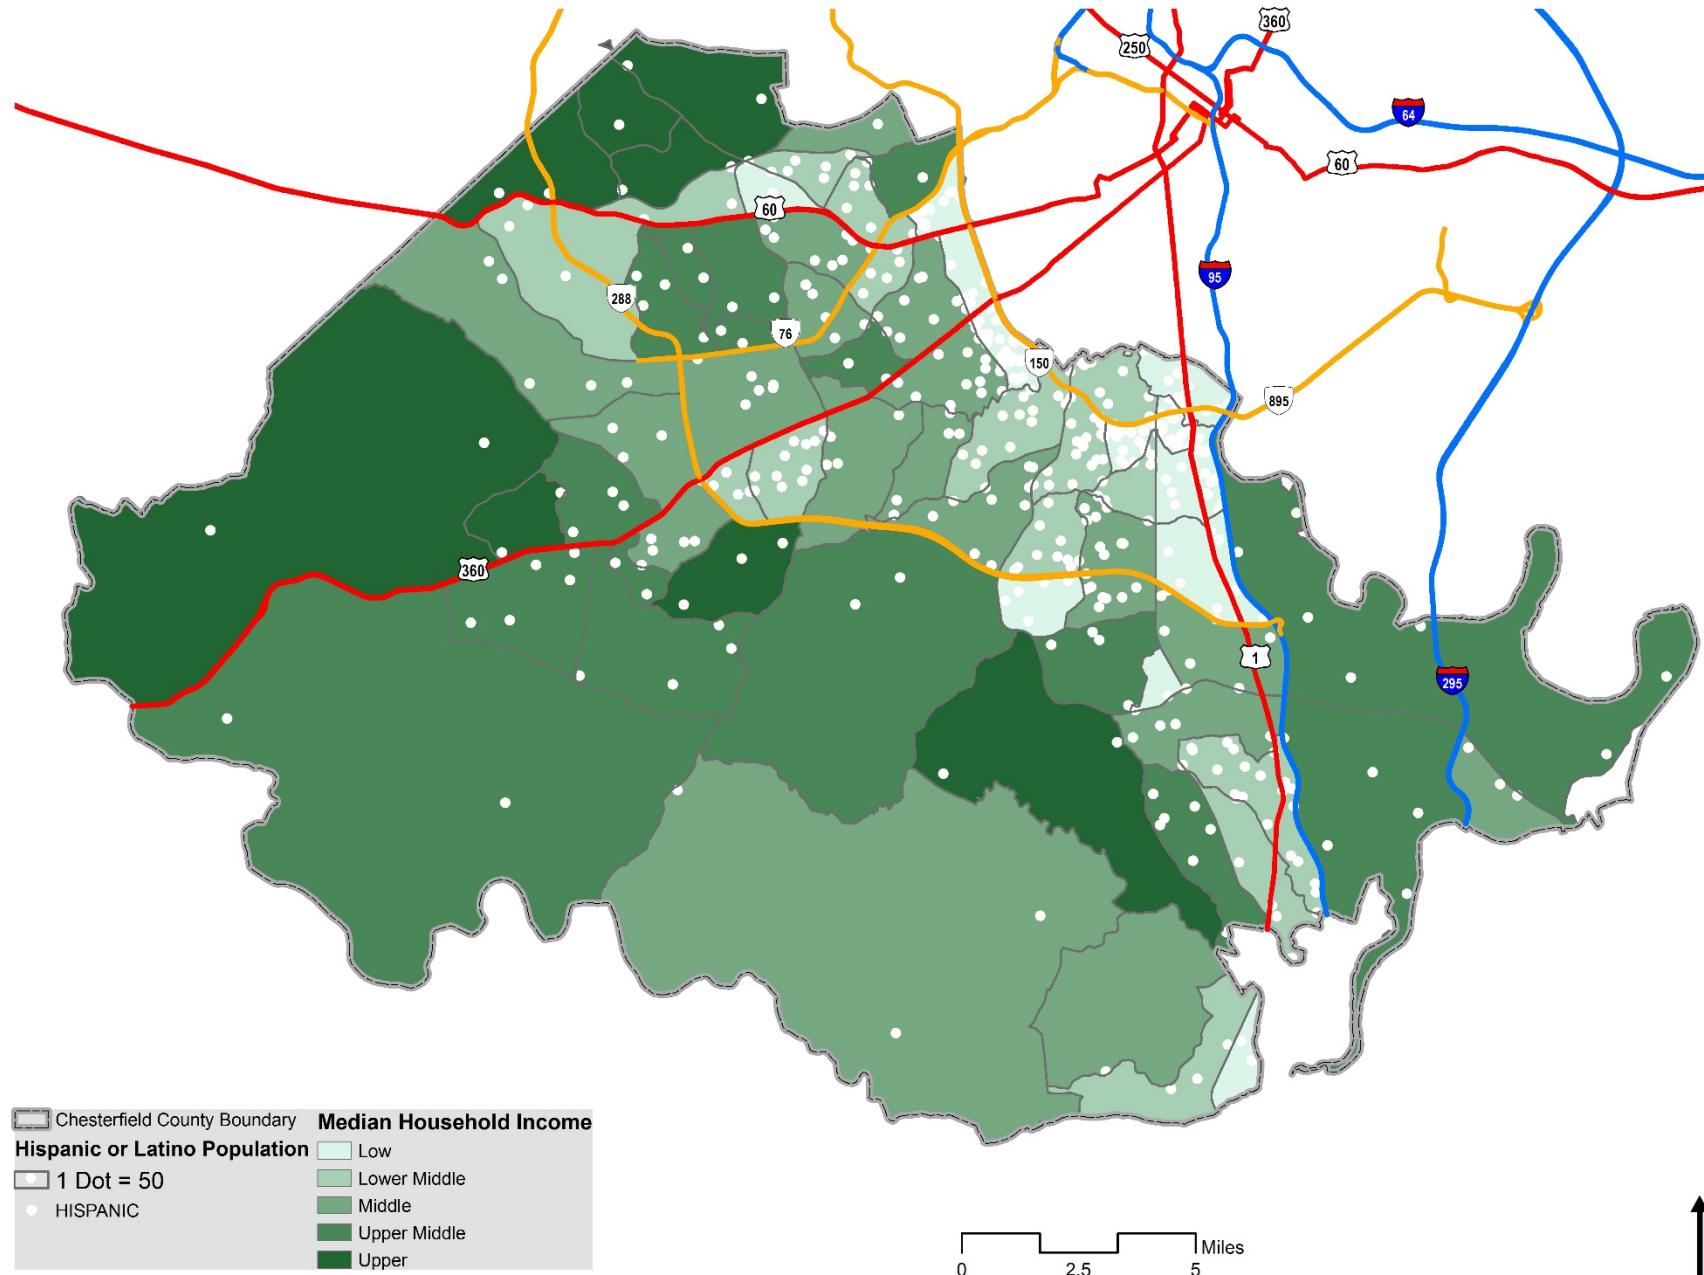 360
250
64
60
60
95
288
76
150
895
360
1
295
Chesterfield County Boundary
Hispanic or Latino Population
1 Dot = 50
HISPANIC
Median Household Income
Low
Lower Middle
Middle
Upper Middle
Upper
Miles
0 2.5 5